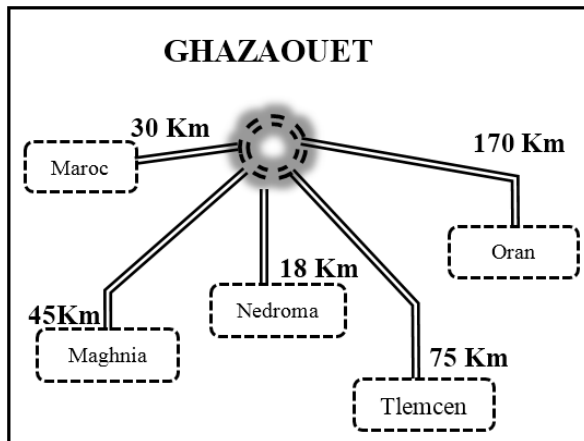 GHAZAOUET
30 Km
170 Km
Maroc
Oran
18 Km
45Km
Nedroma
Maghnia
75 Km
Tlemcen